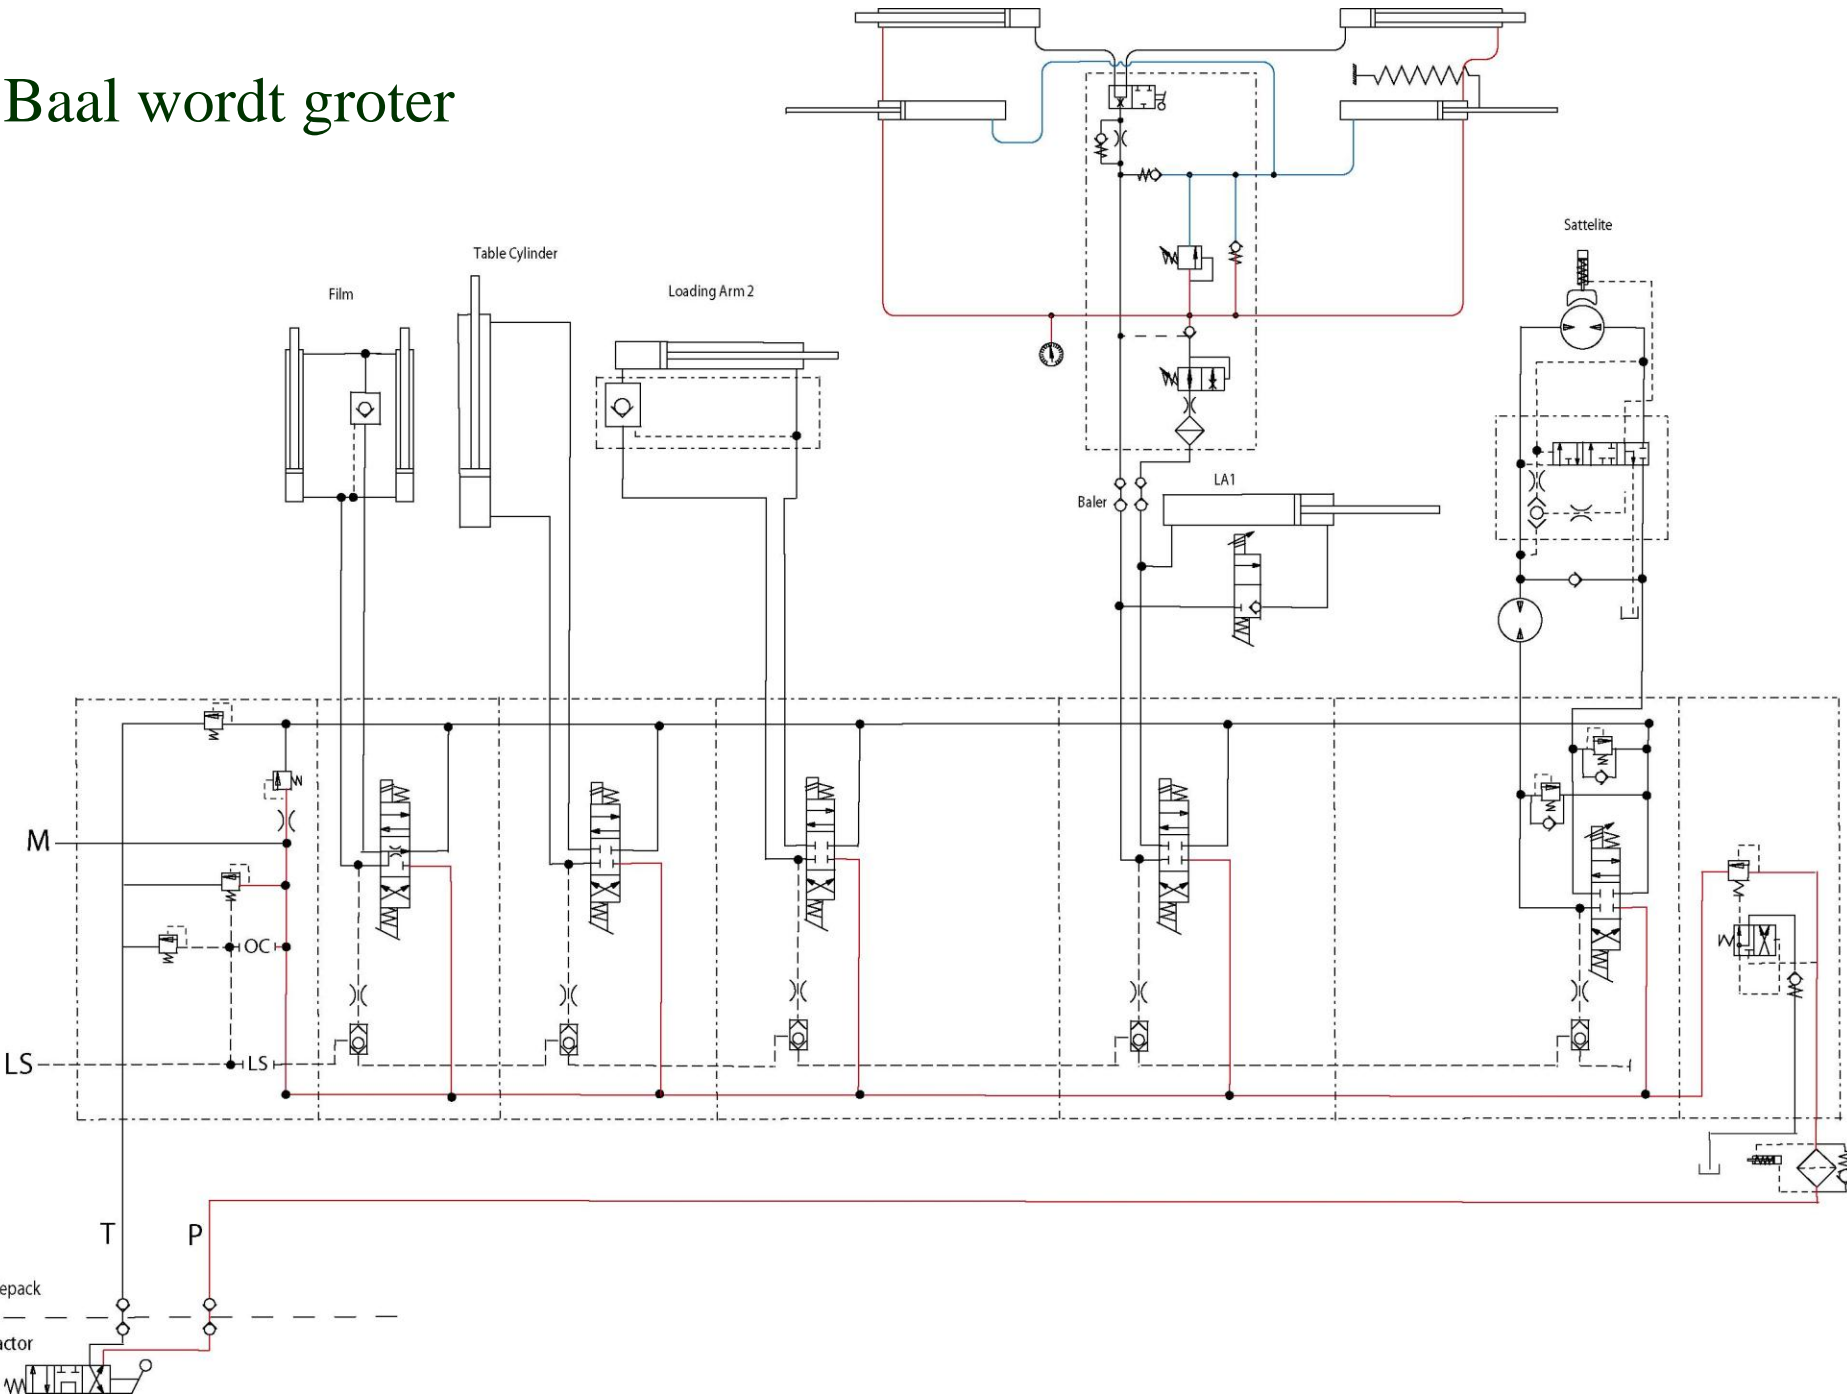 Baal wordt groter
Sattelite
Table Cylinder
Film
Loading Arm 2
LA1
Baler
M
OC
LS
LS
T
P
epack
actor